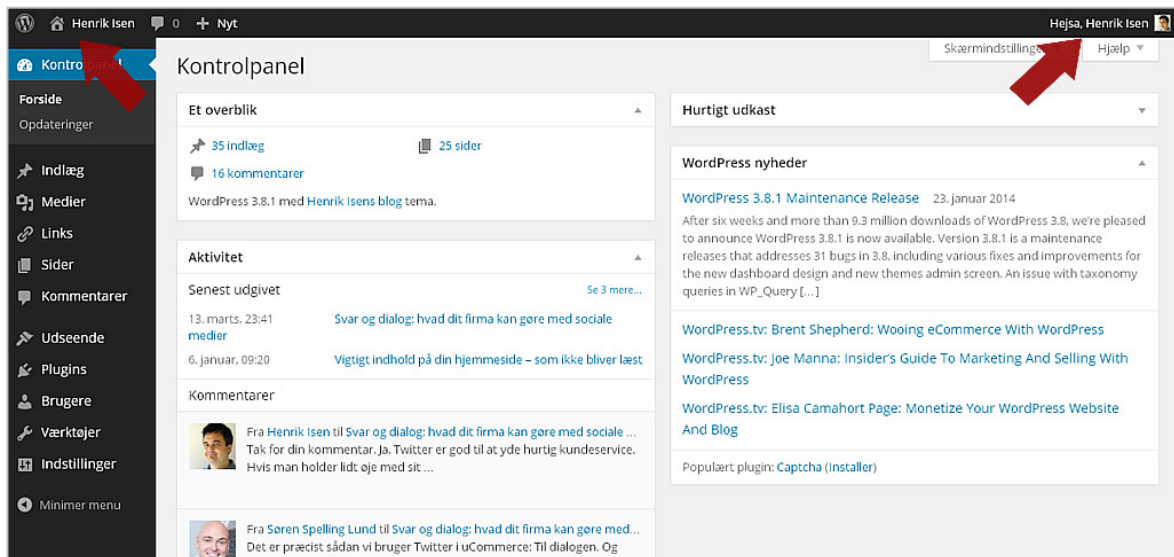 Henrik Isen 0 + Nyt
Hejsa, Henrik Isen
Kontrolpanel
Forside
Opdateringer
Indlæg
Medier
Links
Sider
Kommentarer
Udseende
Plugins
Brugere
Værktøjer
Indstillinger
Minimer menu
Skærmindstillinge
Hjælp
Kontrolpanel
Et overblik
35 indlæg
25 sider
16 kommentarer
WordPress 3.8.1 med Henrik Isens blog tema.
Aktivitet
Senest udgivet
Se 3 mere...
13. marts, 23:41 Svar og dialog: hvad dit firma kan gøre med sociale
medier
6. januar, 09:20 Vigtigt indhold på din hjemmeside – som ikke bliver læst
Kommentarer
Fra Henrik Isen til Svar og dialog: hvad dit firma kan gøre med sociale ...
Tak for din kommentar. Ja, Twitter er god til at yde hurtig kundeservice.
Hvis man holder lidt øje med sit ...
Fra Søren Spelling Lund til Svar og dialog: hvad dit firma kan gøre med...
Det er præcist sådan vi bruger Twitter i uCommerce: Til dialogen. Og
Hurtigt udkast
WordPress nyheder
WordPress 3.8.1 Maintenance Release 23. januar 2014
After six weeks and more than 9.3 million downloads of WordPress 3.8, we're pleased
to announce WordPress 3.8.1 is now available. Version 3.8.1 is a maintenance
releases that addresses 31 bugs in 3.8, including various fixes and improvements for
the new dashboard design and new themes admin screen. An issue with taxonomy
queries in WP_Query [...]
WordPress.tv: Brent Shepherd: Wooing eCommerce With WordPress
WordPress.tv: Joe Manna: Insider's Guide To Marketing And Selling With
WordPress
WordPress.tv: Elisa Camahort Page: Monetize Your WordPress Website
And Blog
Populært plugin: Captcha (Installer)